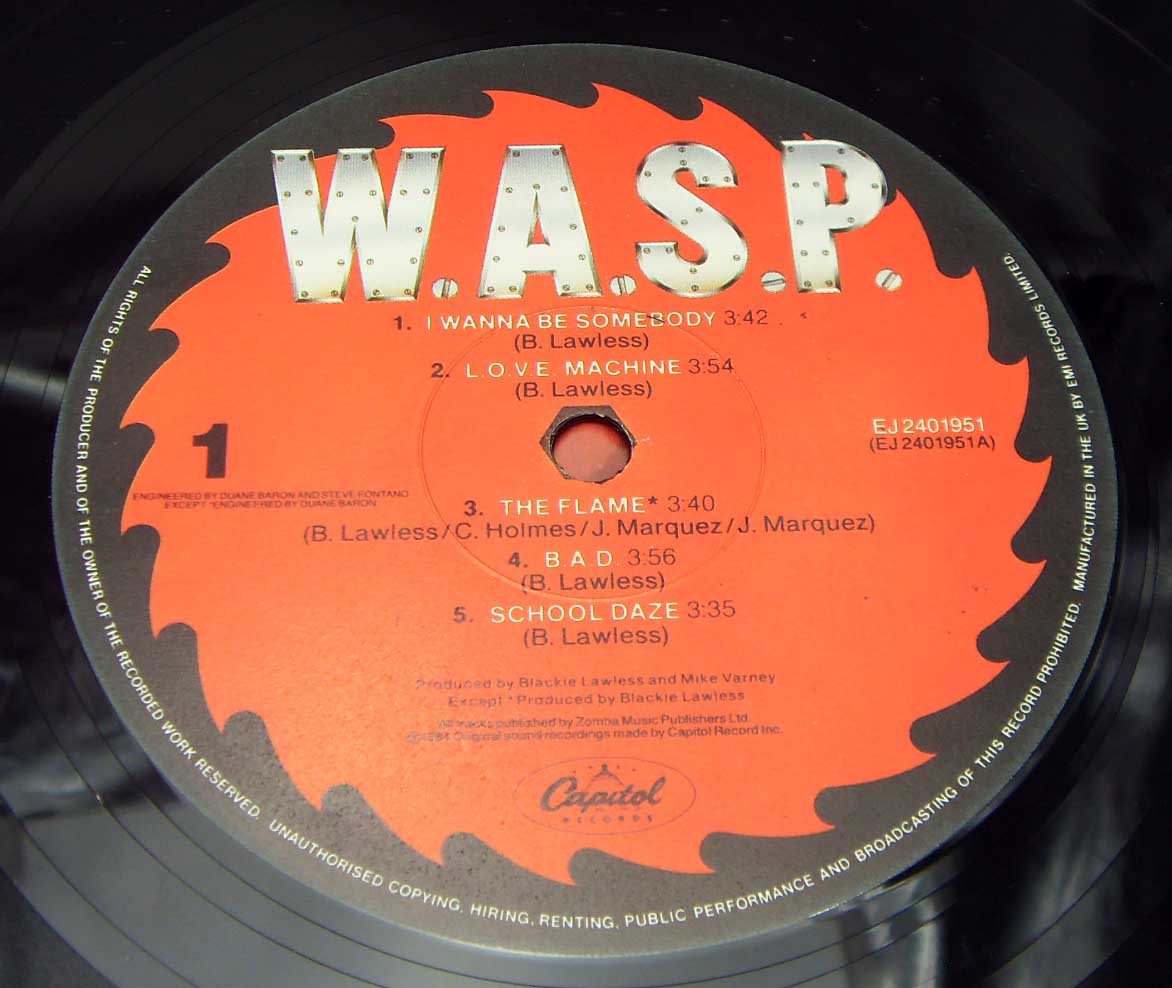 W.A.S.P.
1. I WANNA BE SOMEBODY 3:42
(B. Lawless)
2. L.O.V.E. MACHINE 3:54
(B. Lawless)
EJ 2401951
(EJ 2401951A)
1
ENGINEERED BY DUANE BARON AND STEVE FONTANO
EXCEPT *ENGINEERED BY DUANE BARON
3. THE FLAME* 3:40
(B. Lawless/C. Holmes/J. Marquez/J. Marquez)
4. B.A.D. 3:56
(B. Lawless)
5. SCHOOL DAZE 3:35
(B. Lawless)
Produced by Blackie Lawless and Mike Varney
Except *Produced by Blackie Lawless
All tracks published by Zomba Music Publishers Ltd
℗1984 Original sound recordings made by Capitol Record Inc.
Capitol
RECORDS
ALL RIGHTS OF THE PRODUCER AND OF THE OWNER OF THE RECORDED WORK RESERVED. UNAUTHORISED COPYING, HIRING, RENTING, PUBLIC PERFORMANCE AND BROADCASTING OF THIS RECORD PROHIBITED. MANUFACTURED IN THE UK BY EMI RECORDS LIMITED.